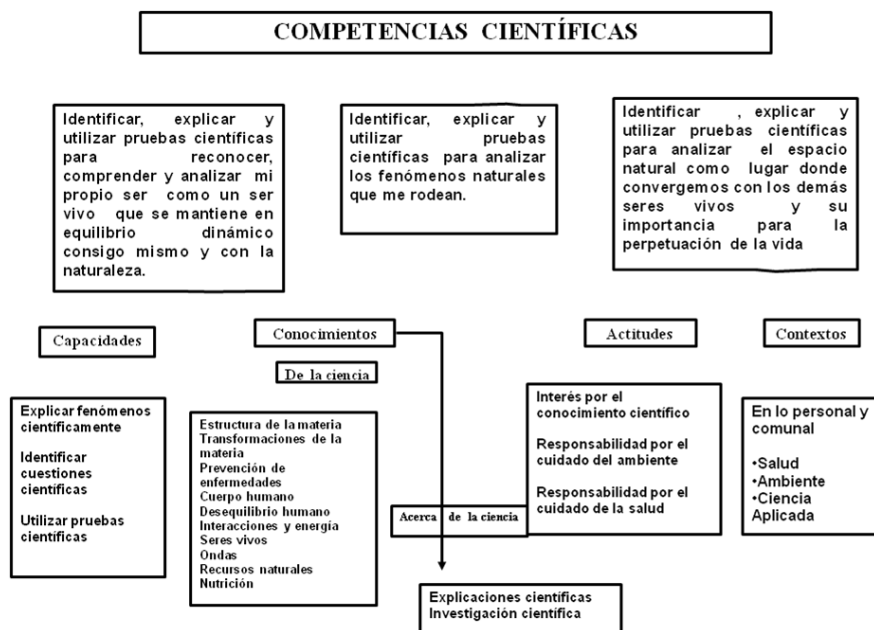 COMPETENCIAS CIENTÍFICAS
Identificar, explicar y
utilizar pruebas científicas
para reconocer,
comprender y analizar mi
propio ser como un ser
vivo que se mantiene en
equilibrio dinámico
consigo mismo y con la
naturaleza.
Identificar, explicar y
utilizar pruebas
científicas para analizar
los fenómenos naturales
que me rodean.
Identificar , explicar y
utilizar pruebas científicas
para analizar el espacio
natural como lugar donde
convergemos con los demás
seres vivos y su
importancia para la
perpetuación de la vida
Capacidades
Conocimientos
Actitudes
Contextos
De la ciencia
Explicar fenómenos
científicamente
Identificar
cuestiones
científicas
Utilizar pruebas
científicas
Estructura de la materia
Transformaciones de la
materia
Prevención de
enfermedades
Cuerpo humano
Desequilibrio humano
Interacciones y energía
Seres vivos
Ondas
Recursos naturales
Nutrición
Acerca de la ciencia
Explicaciones científicas
Investigación científica
Interés por el
conocimiento científico
Responsabilidad por el
cuidado del ambiente
Responsabilidad por el
cuidado de la salud
En lo personal y
comunal
•Salud
•Ambiente
•Ciencia
Aplicada